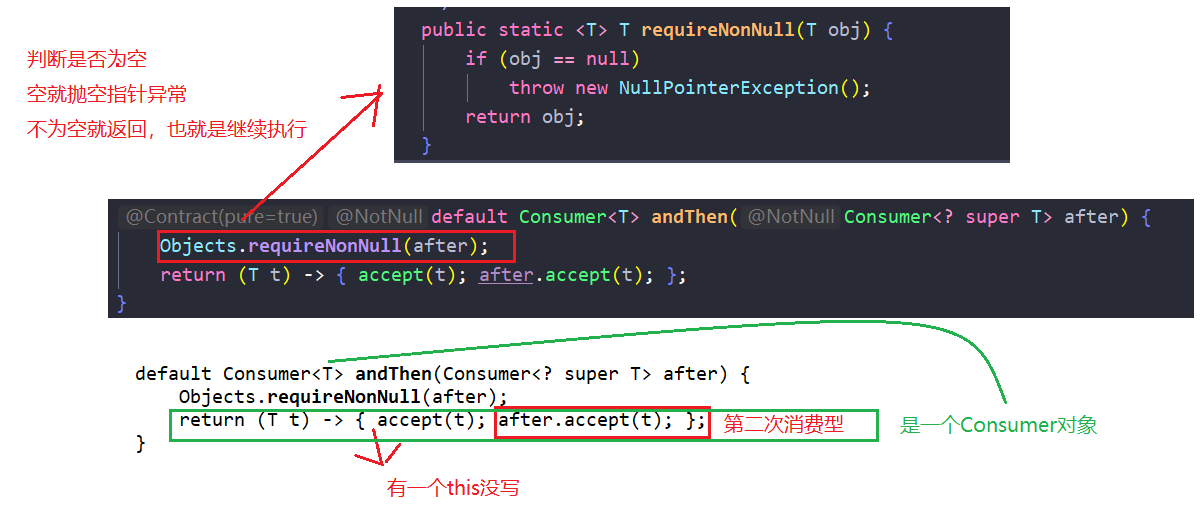 public static <T> T requireNonNull(T obj) {
if (obj == null)
throw new NullPointerException();
return obj;
}
判断是否为空
空就抛空指针异常
不为空就返回，也就是继续执行
@Contract(pure=true) @NotNull default Consumer<T> andThen( @NotNull Consumer<? super T> after) {
Objects.requireNonNull(after);
return (T t) -> { accept(t); after.accept(t); };
}
default Consumer<T> andThen(Consumer<? super T> after) {
Objects.requireNonNull(after);
return (T t) -> { accept(t); after.accept(t); }; 第二次消费型
}
是一个Consumer对象
有一个this没写